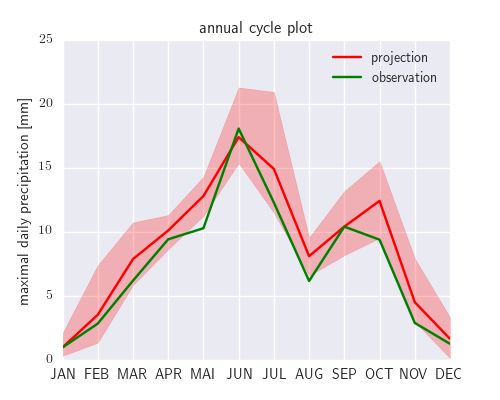 annual cycle plot
25
20
15
10
5
0
maximal daily precipitation [mm]
projection
observation
JAN FEB MAR APR MAI JUN JUL AUG SEP OCT NOV DEC